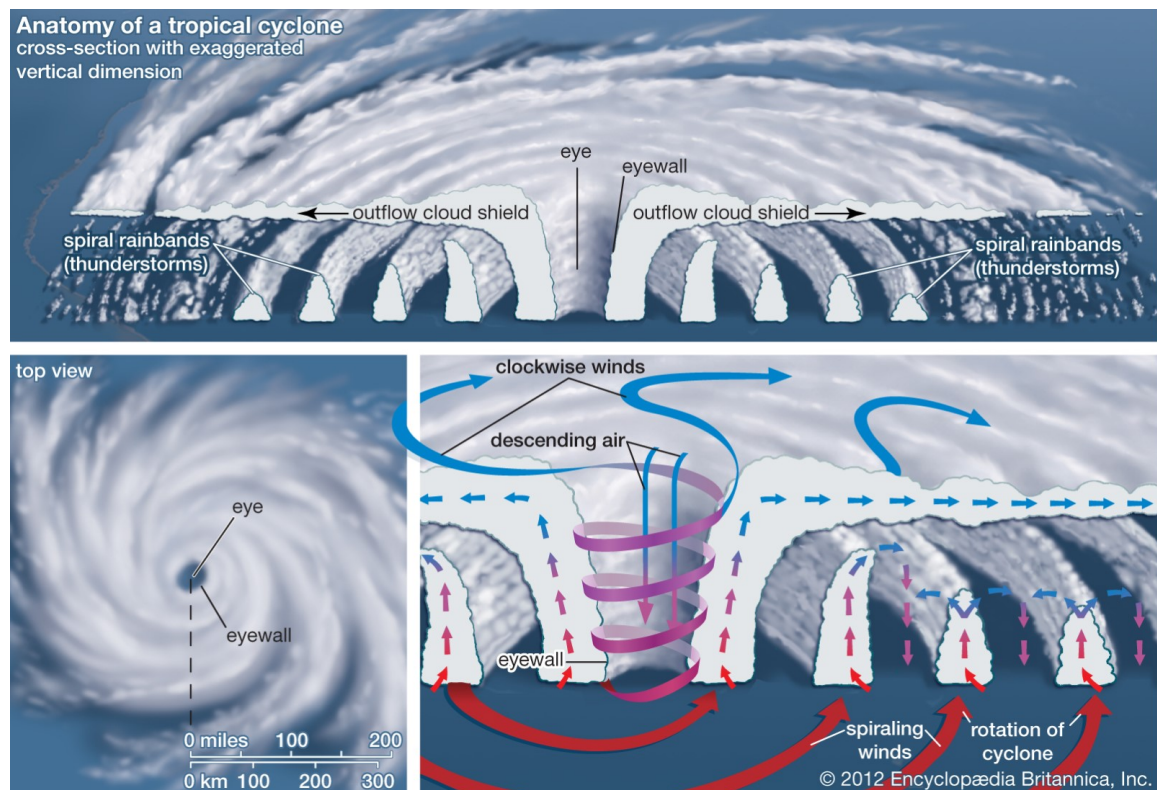 Anatomy of a tropical cyclone
cross-section with exaggerated
vertical dimension
eye
eyewall
outflow cloud shield
outflow cloud shield
spiral rainbands
(thunderstorms)
spiral rainbands
(thunderstorms)
top view
eye
eyewall
0 miles 100 200
0 km 100 200 300
clockwise winds
descending air
eyewall
spiraling
winds
rotation of
cyclone
© 2012 Encyclopædia Britannica, Inc.